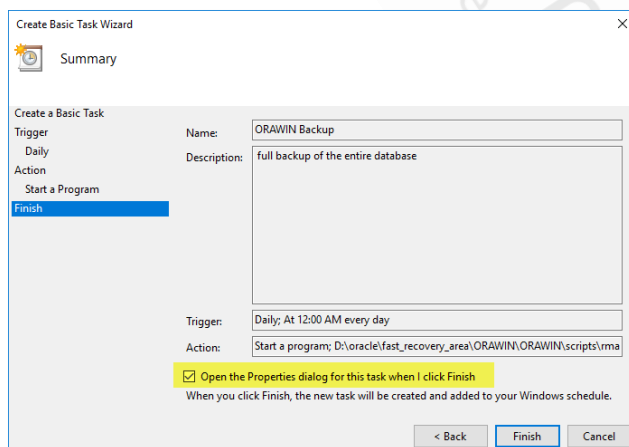 Create Basic Task Wizard
Summary
Create a Basic Task
Trigger
Daily
Action
Start a Program
Finish
Name: ORAWIN Backup
Description: full backup of the entire database
Trigger: Daily; At 12:00 AM every day
Action: Start a program; D:\oracle\fast_recovery_area\ORAWIN\ORAWIN\scripts\rma
Open the Properties dialog for this task when I click Finish
When you click Finish, the new task will be created and added to your Windows schedule.
< Back Finish Cancel